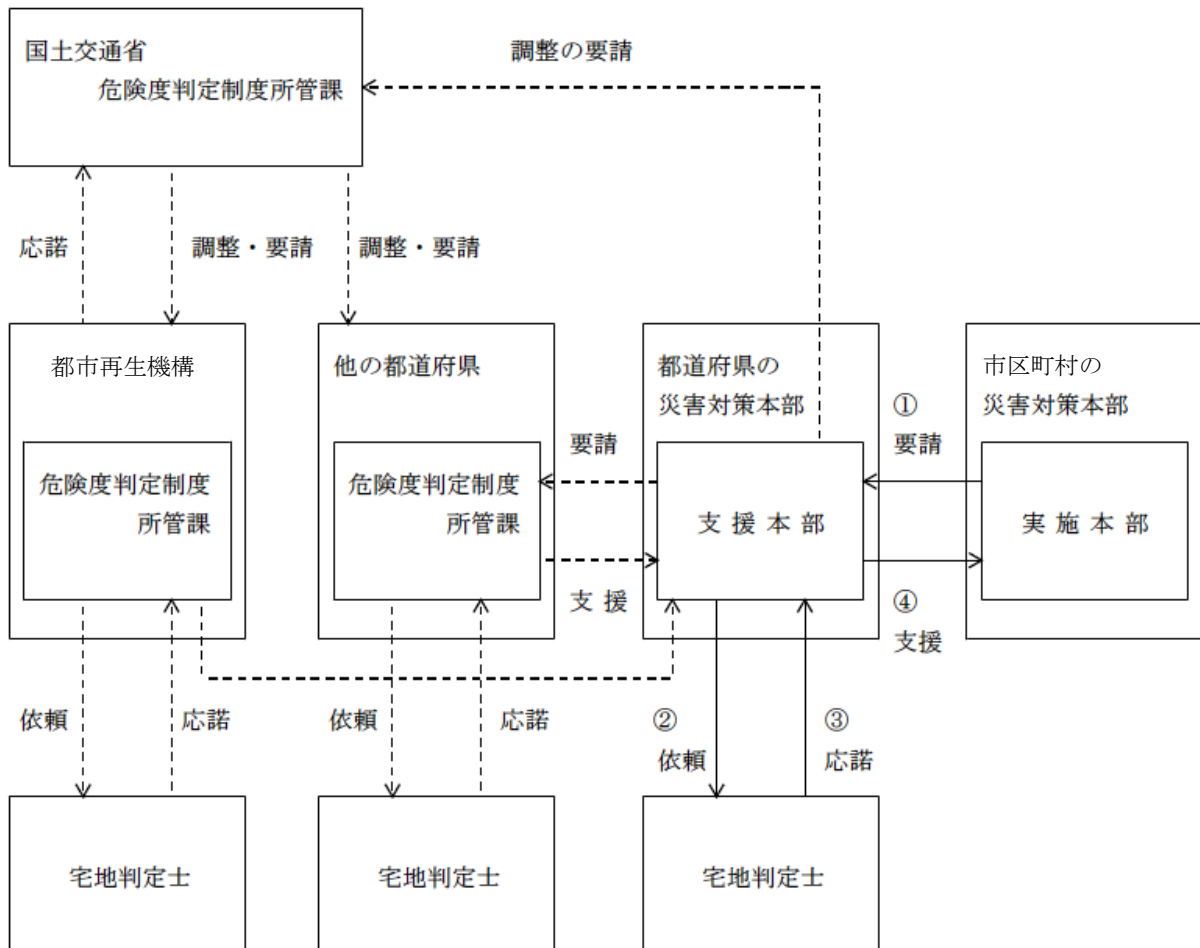 国土交通省
危険度判定制度所管課
調整の要請
応諾
調整・要請
調整・要請
都市再生機構
危険度判定制度
所管課
他の都道府県
危険度判定制度
所管課
要請
支 援
都道府県の
災害対策本部
支 援 本 部
①
要請
④
支援
市区町村の
災害対策本部
実 施 本 部
依頼
応諾
依頼
応諾
②
依頼
③
応諾
宅地判定士
宅地判定士
宅地判定士